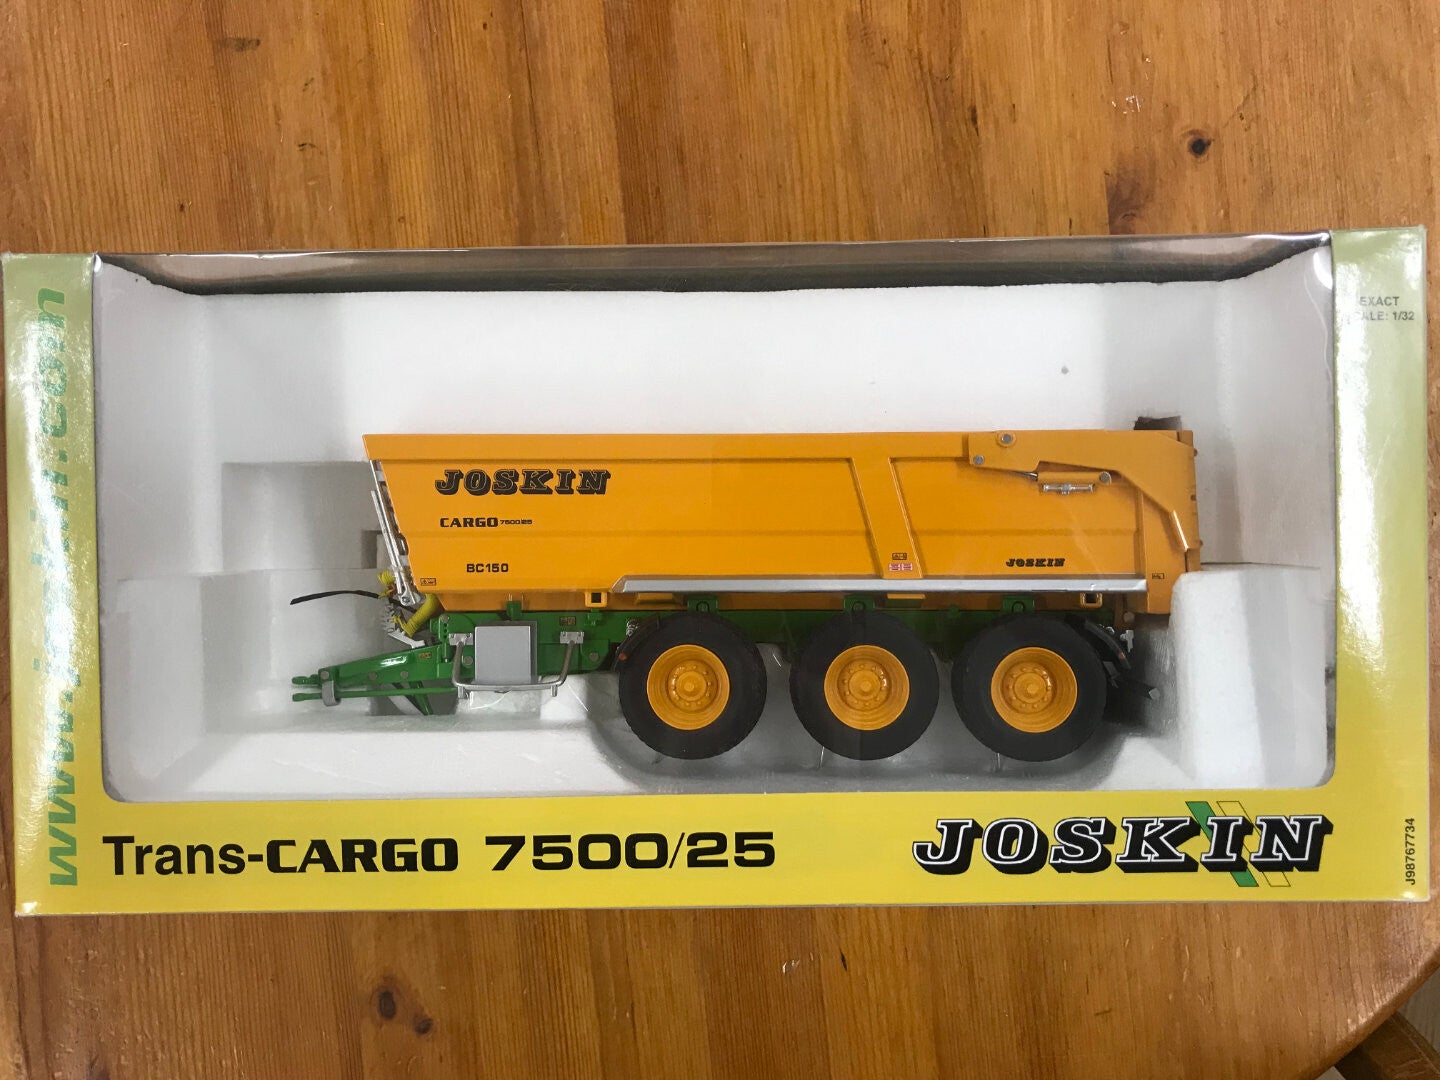 EXACT
SCALE: 1/32
JOSKIN
CARGO 7500/25
BC150
JOSKIN
Trans-CARGO 7500/25
JOSKIN
J98767734